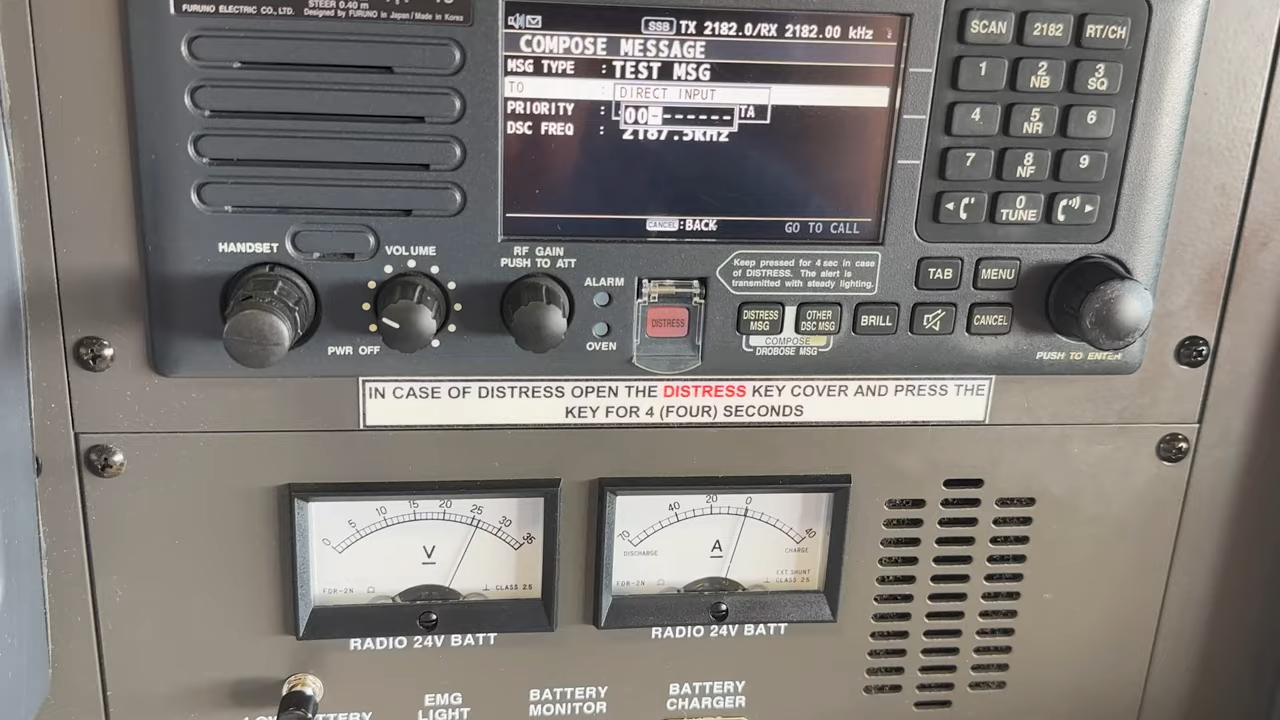 STEER 0.40 m
FURUNO ELECTRIC CO., LTD. Designed by FURUNO in Japan / Made in Korea
SSB TX 2182.0/RX 2182.00 kHz
COMPOSE MESSAGE
MSG TYPE : TEST MSG
TO : DIRECT INPUT
PRIORITY : 00------- TA
DSC FREQ : 2187.5kHz
CANCEL :BACK
GO TO CALL
SCAN 2182 RT/CH
1 2 NB 3 SQ
4 5 NR 6
7 8 NF 9
0 TUNE
HANDSET
VOLUME
PWR OFF
RF GAIN
PUSH TO ATT
ALARM
OVEN
DISTRESS
Keep pressed for 4 sec in case
of DISTRESS. The alert is
transmitted with steady lighting.
TAB MENU
DISTRESS MSG
OTHER DSC MSG
BRILL
CANCEL
COMPOSE
DROBOSE MSG
PUSH TO ENTER
IN CASE OF DISTRESS OPEN THE DISTRESS KEY COVER AND PRESS THE
KEY FOR 4 (FOUR) SECONDS
0 5 10 15 20 25 30 35
V
FDR-2N
CLASS 2.5
RADIO 24V BATT
70 40 20 0 40
DISCHARGE
CHARGE
A
EXT.SHUNT
FDR-2N
CLASS 2.5
RADIO 24V BATT
EMG
LIGHT
BATTERY
MONITOR
BATTERY
CHARGER